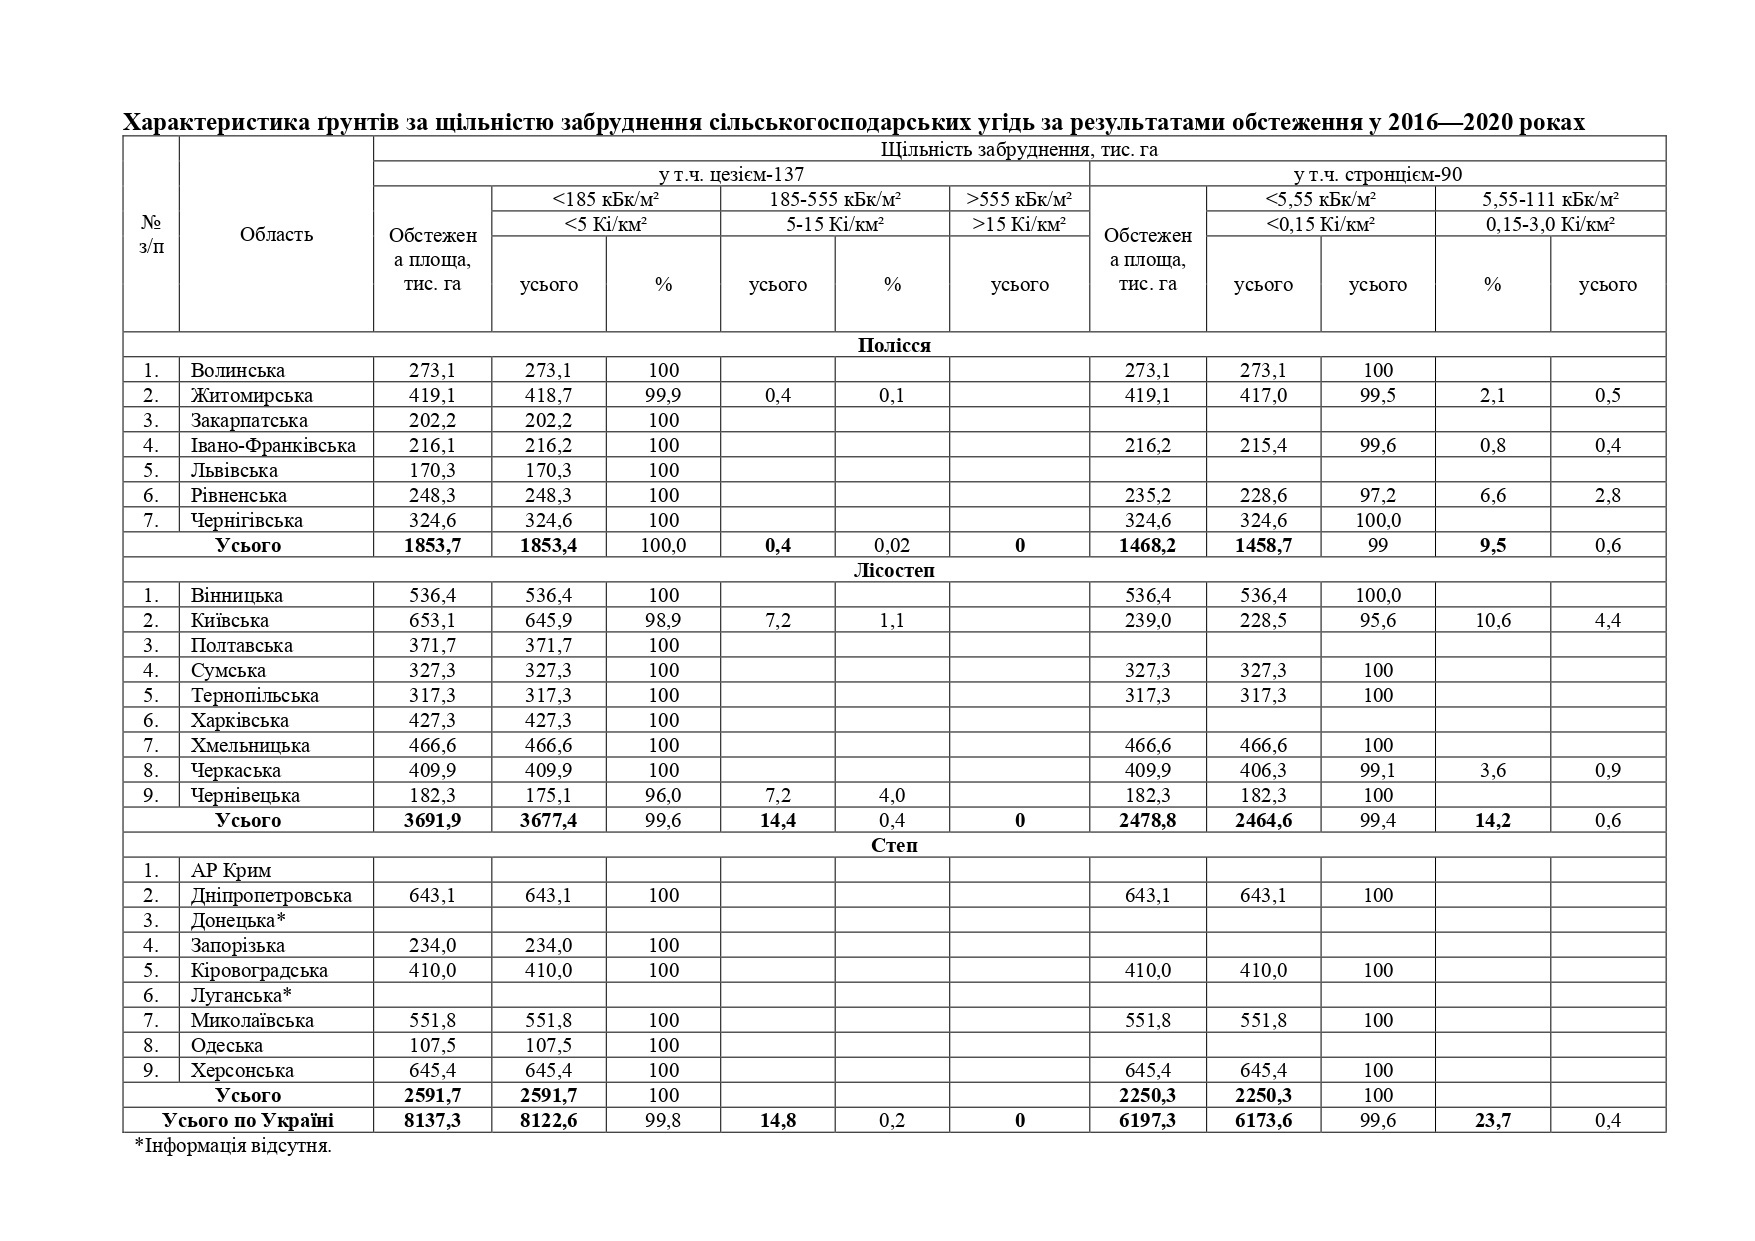 Характеристика ґрунтів за щільністю забруднення сільськогосподарських угідь за результатами обстеження у 2016—2020 роках
№ з/п Область Щільність забруднення, тис. га
у т.ч. цезієм-137 у т.ч. стронцієм-90
Обстежена площа, тис. га <185 кБк/м² 185-555 кБк/м² >555 кБк/м² Обстежена площа, тис. га <5,55 кБк/м² 5,55-111 кБк/м²
<5 Кі/км² 5-15 Кі/км² >15 Кі/км² <0,15 Кі/км² 0,15-3,0 Кі/км²
усього % усього % усього усього усього % усього
Полісся
1. Волинська 273,1 273,1 100 273,1 273,1 100
2. Житомирська 419,1 418,7 99,9 0,4 0,1 419,1 417,0 99,5 2,1 0,5
3. Закарпатська 202,2 202,2 100
4. Івано-Франківська 216,1 216,2 100 216,2 215,4 99,6 0,8 0,4
5. Львівська 170,3 170,3 100
6. Рівненська 248,3 248,3 100 235,2 228,6 97,2 6,6 2,8
7. Чернігівська 324,6 324,6 100 324,6 324,6 100,0
Усього 1853,7 1853,4 100,0 0,4 0,02 0 1468,2 1458,7 99 9,5 0,6
Лісостеп
1. Вінницька 536,4 536,4 100 536,4 536,4 100,0
2. Київська 653,1 645,9 98,9 7,2 1,1 239,0 228,5 95,6 10,6 4,4
3. Полтавська 371,7 371,7 100
4. Сумська 327,3 327,3 100 327,3 327,3 100
5. Тернопільська 317,3 317,3 100 317,3 317,3 100
6. Харківська 427,3 427,3 100
7. Хмельницька 466,6 466,6 100 466,6 466,6 100
8. Черкаська 409,9 409,9 100 409,9 406,3 99,1 3,6 0,9
9. Чернівецька 182,3 175,1 96,0 7,2 4,0 182,3 182,3 100
Усього 3691,9 3677,4 99,6 14,4 0,4 0 2478,8 2464,6 99,4 14,2 0,6
Степ
1. АР Крим
2. Дніпропетровська 643,1 643,1 100 643,1 643,1 100
3. Донецька*
4. Запорізька 234,0 234,0 100
5. Кіровоградська 410,0 410,0 100 410,0 410,0 100
6. Луганська*
7. Миколаївська 551,8 551,8 100 551,8 551,8 100
8. Одеська 107,5 107,5 100
9. Херсонська 645,4 645,4 100 645,4 645,4 100
Усього 2591,7 2591,7 100 2250,3 2250,3 100
Усього по Україні 8137,3 8122,6 99,8 14,8 0,2 0 6197,3 6173,6 99,6 23,7 0,4
*Інформація відсутня.